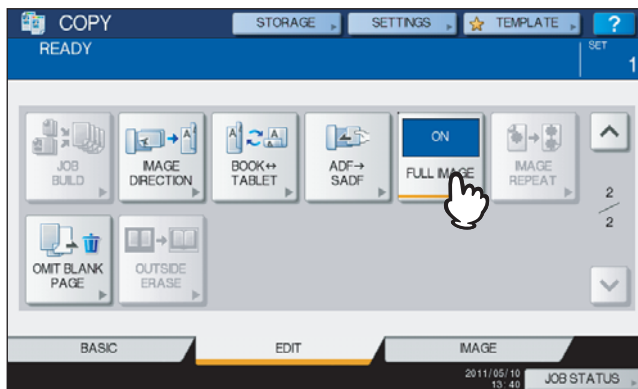 COPY
STORAGE
SETTINGS
TEMPLATE
?
READY
SET
1
JOB
BUILD
IMAGE
DIRECTION
A
BOOK↔
TABLET
A
A
ADF→
SADF
ON
FULL IMAGE
IMAGE
REPEAT
2
2
OMIT BLANK
PAGE
OUTSIDE
ERASE
BASIC
EDIT
IMAGE
2011/05/10
13:40
JOB STATUS